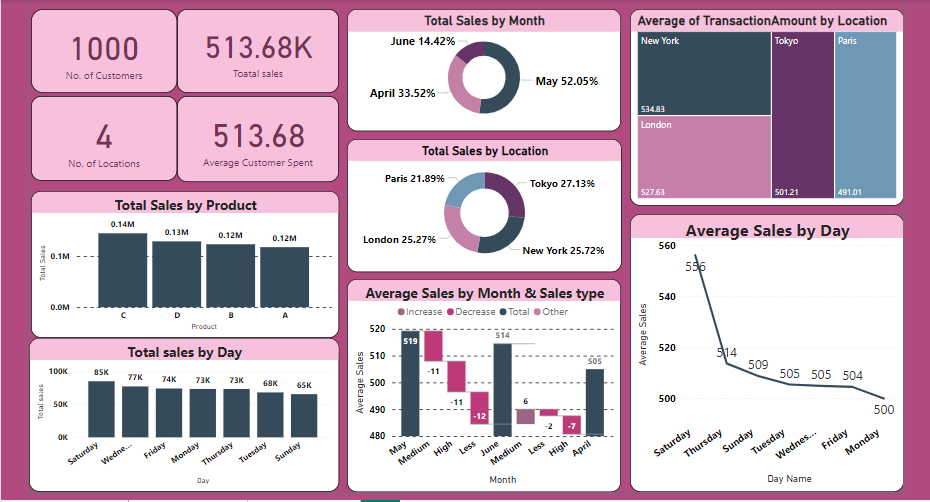 1000
No. of Customers
513.68K
Toatal sales
4
No. of Locations
513.68
Average Customer Spent
Total Sales by Product
Total Sales
0.1M
0.0M
0.14M
0.13M
0.12M
0.12M
C
D
B
A
Product
Total sales by Day
Total sales
100K
50K
0K
85K
77K
74K
73K
73K
68K
65K
Saturday
Wedne...
Friday
Monday
Thursday
Tuesday
Sunday
Day
Total Sales by Month
June 14.42%
May 52.05%
April 33.52%
Total Sales by Location
Paris 21.89%
Tokyo 27.13%
London 25.27%
New York 25.72%
Average Sales by Month & Sales type
Increase Decrease Total Other
Average Sales
520
510
500
490
480
519
-11
-11
-12
514
6
-2
-7
505
May
Medium
High
Less
June
Medium
Less
High
April
Month
Average of TransactionAmount by Location
New York
534.83
London
527.63
Tokyo
501.21
Paris
491.01
Average Sales by Day
Average Sales
560
540
520
500
556
514
509
505
505
504
500
Saturday
Thursday
Sunday
Tuesday
Wednes...
Friday
Monday
Day Name